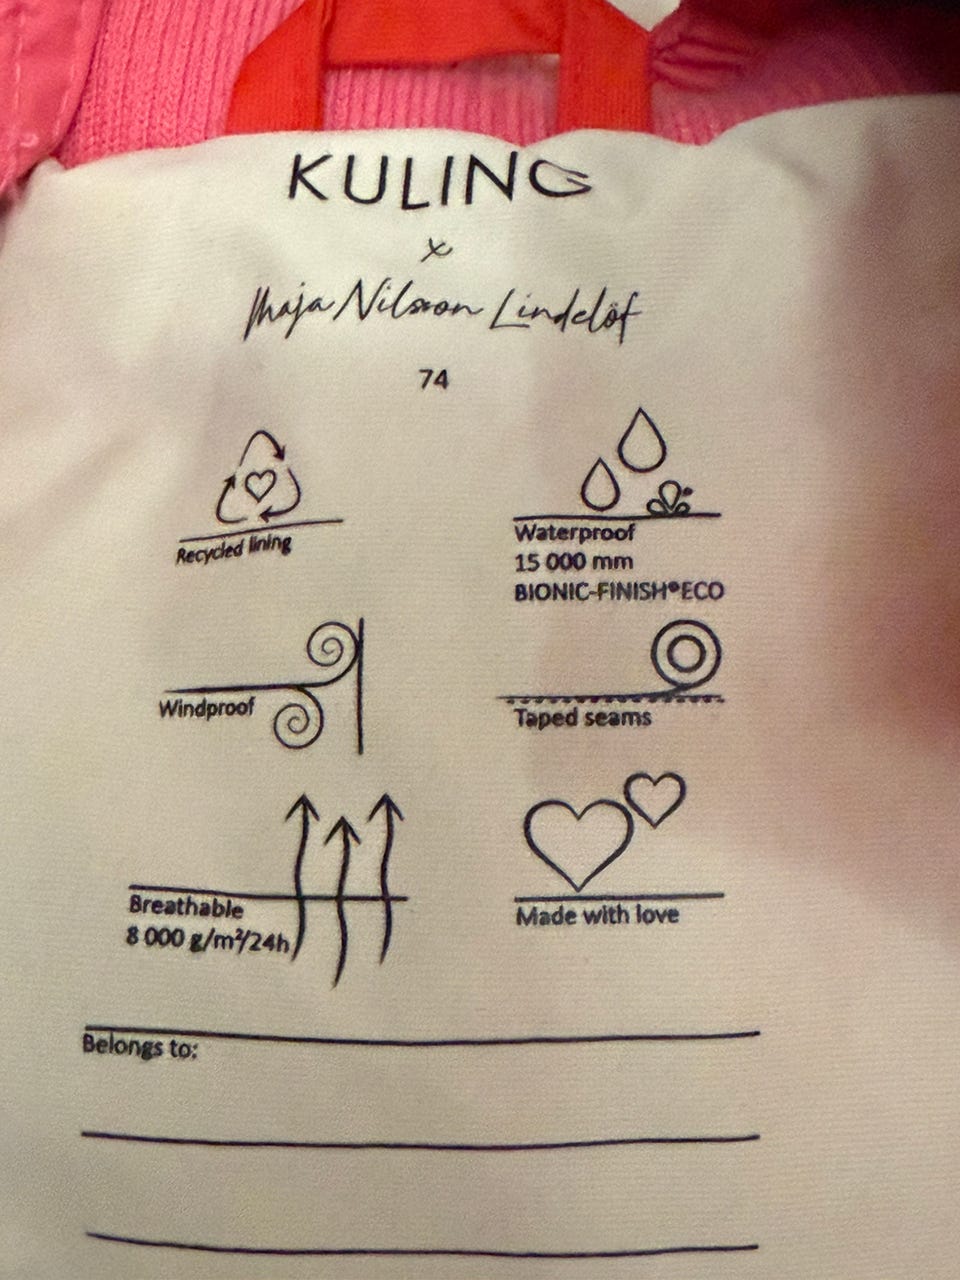 KULING
x
Maja Nilsson Lindelöf
74
Recycled lining
Waterproof
15 000 mm
BIONIC-FINISH®ECO
Windproof
Taped seams
Breathable
8 000 g/m²/24h
Made with love
Belongs to: